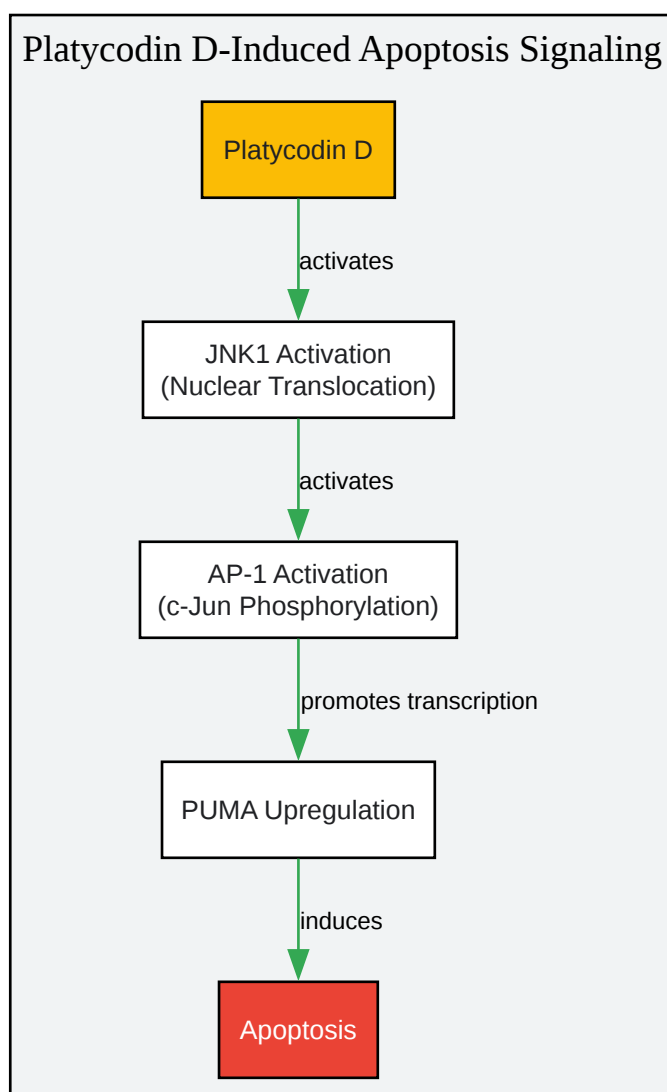 Platycodin D-Induced Apoptosis Signaling
Platycodin D
activates
JNK1 Activation
(Nuclear Translocation)
activates
AP-1 Activation
(c-Jun Phosphorylation)
promotes transcription
PUMA Upregulation
induces
Apoptosis